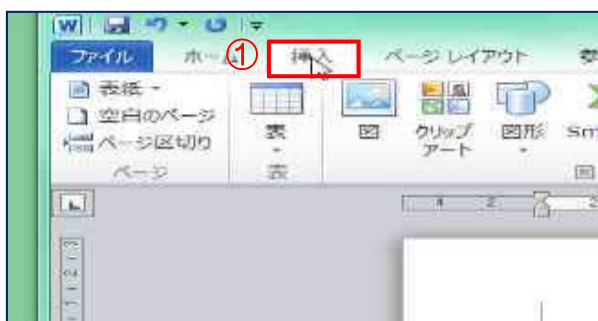 W
ファイル ホーム ① 挿入 ページ レイアウト
表紙
空白のページ
ページ区切り
表 図 クリップアート 図形 Sm
ページ 表 図